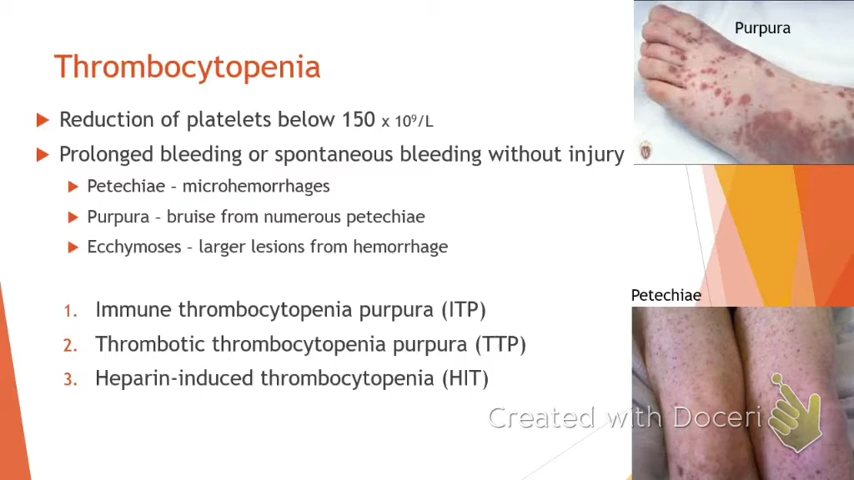 Thrombocytopenia
Reduction of platelets below 150 x 10⁹/L
Prolonged bleeding or spontaneous bleeding without injury
Petechiae - microhemorrhages
Purpura - bruise from numerous petechiae
Ecchymoses - larger lesions from hemorrhage
1. Immune thrombocytopenia purpura (ITP)
2. Thrombotic thrombocytopenia purpura (TTP)
3. Heparin-induced thrombocytopenia (HIT)
Purpura
Petechiae
Created with Doceri